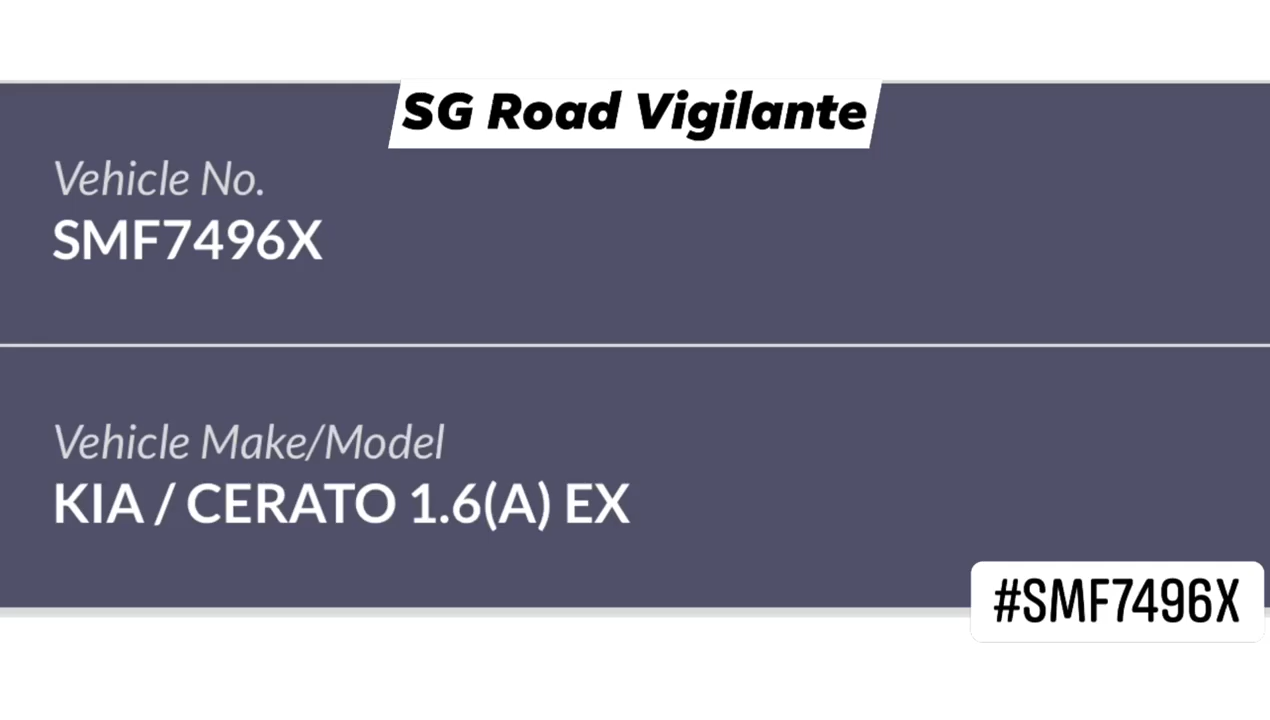 SG Road Vigilante
Vehicle No.
SMF7496X
Vehicle Make/Model
KIA / CERATO 1.6(A) EX
#SMF7496X